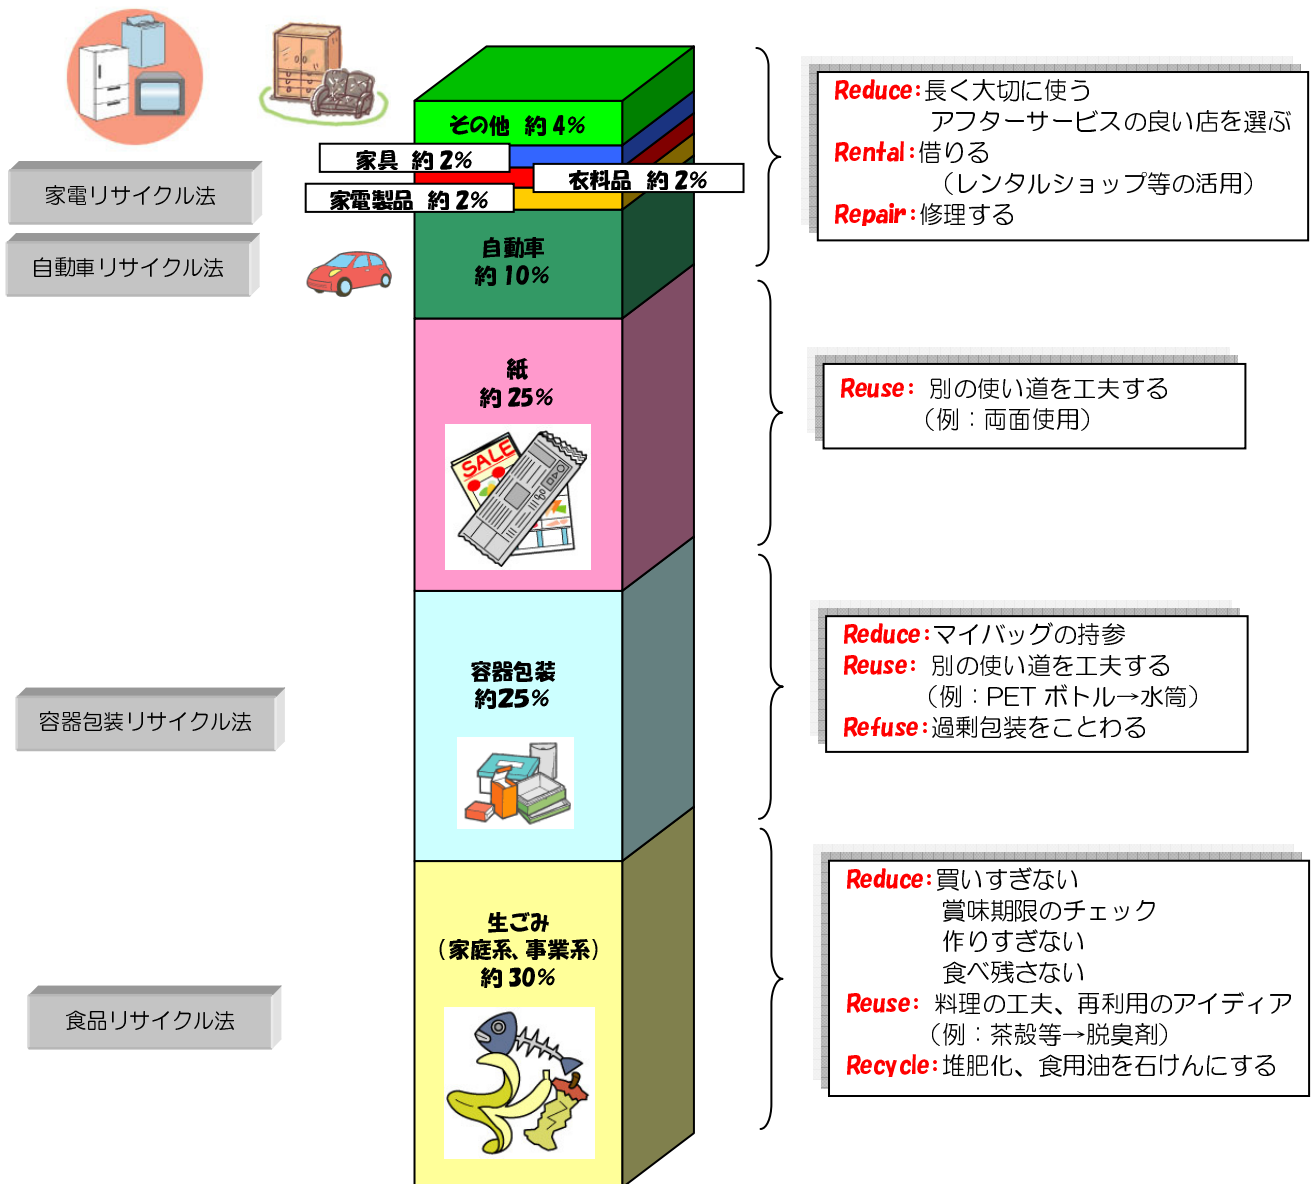 家電リサイクル法
自動車リサイクル法
容器包装リサイクル法
食品リサイクル法
その他 約4%
家具 約2%
衣料品 約2%
家電製品 約2%
自動車
約10%
紙
約25%
SALE
容器包装
約25%
生ごみ
(家庭系、事業系)
約30%
Reduce:長く大切に使う
アフターサービスの良い店を選ぶ
Rental:借りる
(レンタルショップ等の活用)
Repair:修理する
Reuse: 別の使い道を工夫する
(例:両面使用)
Reduce:マイバッグの持参
Reuse: 別の使い道を工夫する
(例:PET ボトル→水筒)
Refuse:過剰包装をことわる
Reduce:買いすぎない
賞味期限のチェック
作りすぎない
食べ残さない
Reuse: 料理の工夫、再利用のアイディア
(例:茶殻等→脱臭剤)
Recycle:堆肥化、食用油を石けんにする